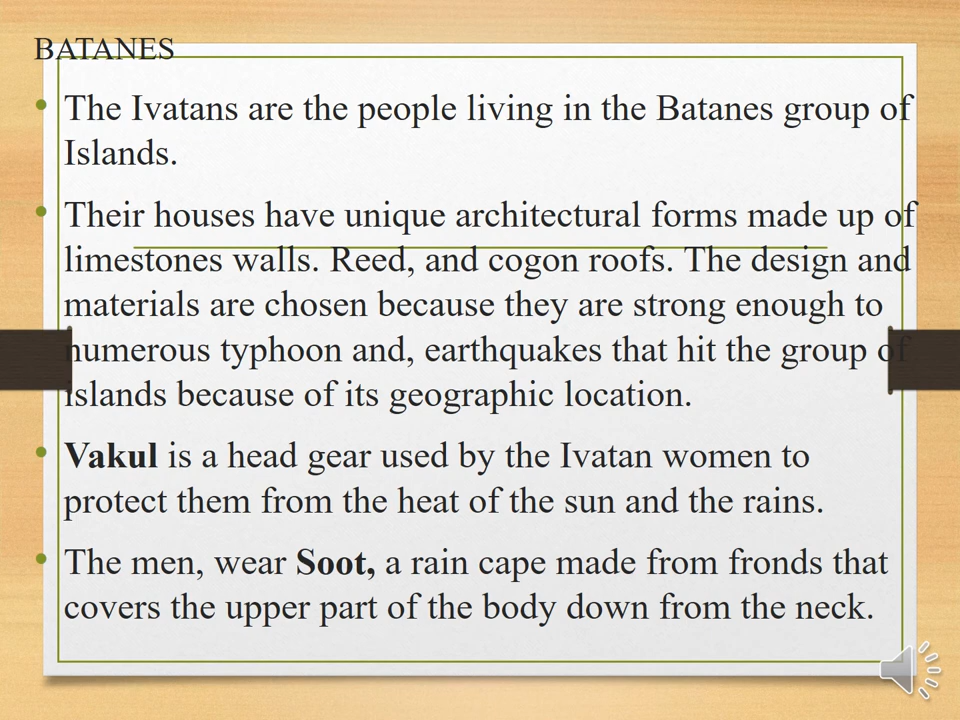 BATANES
• The Ivatans are the people living in the Batanes group of
Islands.
• Their houses have unique architectural forms made up of
limestones walls. Reed, and cogon roofs. The design and
materials are chosen because they are strong enough to
numerous typhoon and, earthquakes that hit the group of
islands because of its geographic location.
• Vakul is a head gear used by the Ivatan women to
protect them from the heat of the sun and the rains.
• The men, wear Soot, a rain cape made from fronds that
covers the upper part of the body down from the neck.